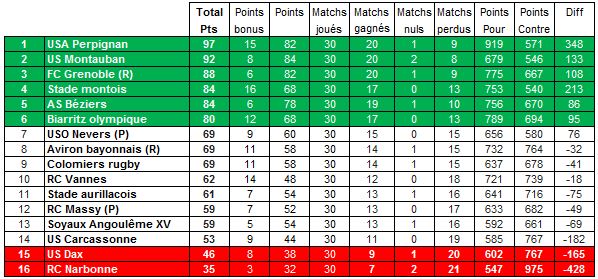 Total Points Points Matchs Matchs Matchs Matchs Points Points Diff
Pts bonus joués gagnés nuls perdus Pour Contre
1 USA Perpignan 97 15 82 30 20 1 9 919 571 348
2 US Montauban 92 8 84 30 20 2 8 679 546 133
3 FC Grenoble (R) 88 6 82 30 20 1 9 775 667 108
4 Stade montois 84 16 68 30 17 0 13 753 540 213
5 AS Béziers 84 6 78 30 19 1 10 756 670 86
6 Biarritz olympique 80 12 68 30 17 0 13 789 694 95
7 USO Nevers (P) 69 9 60 30 15 0 15 656 580 76
8 Aviron bayonnais (R) 69 11 58 30 14 1 15 732 764 -32
9 Colomiers rugby 69 11 58 30 14 1 15 637 678 -41
10 RC Vannes 62 14 48 30 12 0 18 721 739 -18
11 Stade aurillacois 61 7 54 30 13 1 16 641 716 -75
12 RC Massy (P) 59 7 52 30 13 0 17 633 682 -49
13 Soyaux Angoulême XV 59 5 54 30 13 1 16 602 671 -69
14 US Carcassonne 53 9 44 30 11 0 19 585 767 -182
15 US Dax 46 8 38 30 9 1 20 602 767 -165
16 RC Narbonne 35 3 32 30 7 2 21 547 975 -428